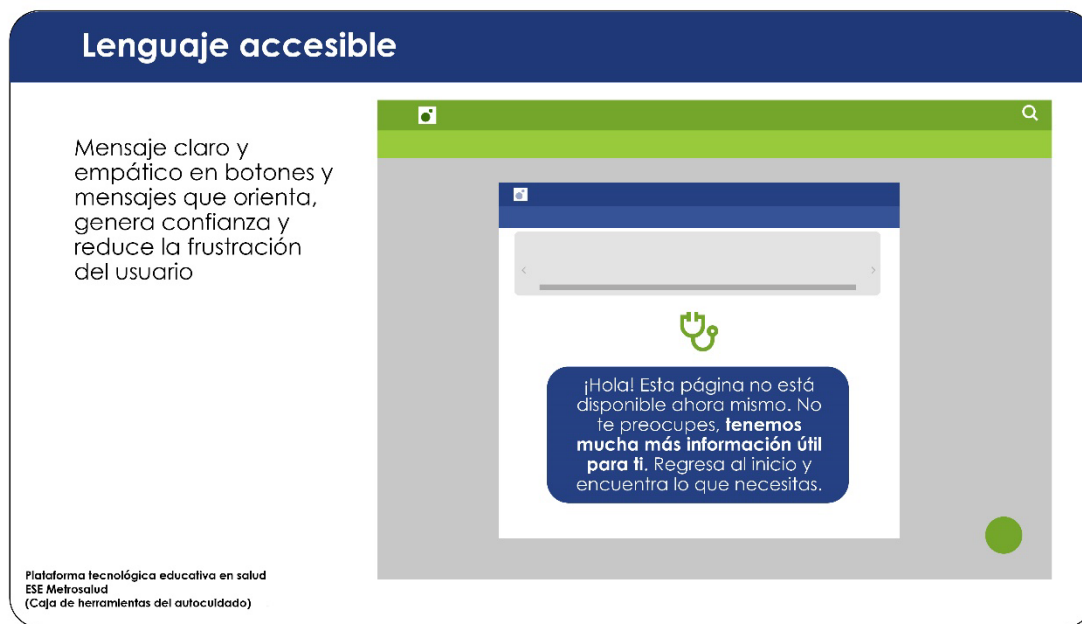 Lenguaje accesible
Mensaje claro y
empático en botones y
mensajes que orienta,
genera confianza y
reduce la frustración
del usuario
¡Hola! Esta página no está
disponible ahora mismo. No
te preocupes, tenemos
mucha más información útil
para ti. Regresa al inicio y
encuentra lo que necesitas.
Plataforma tecnológica educativa en salud
ESE Metrosalud
(Caja de herramientas del autocuidado)